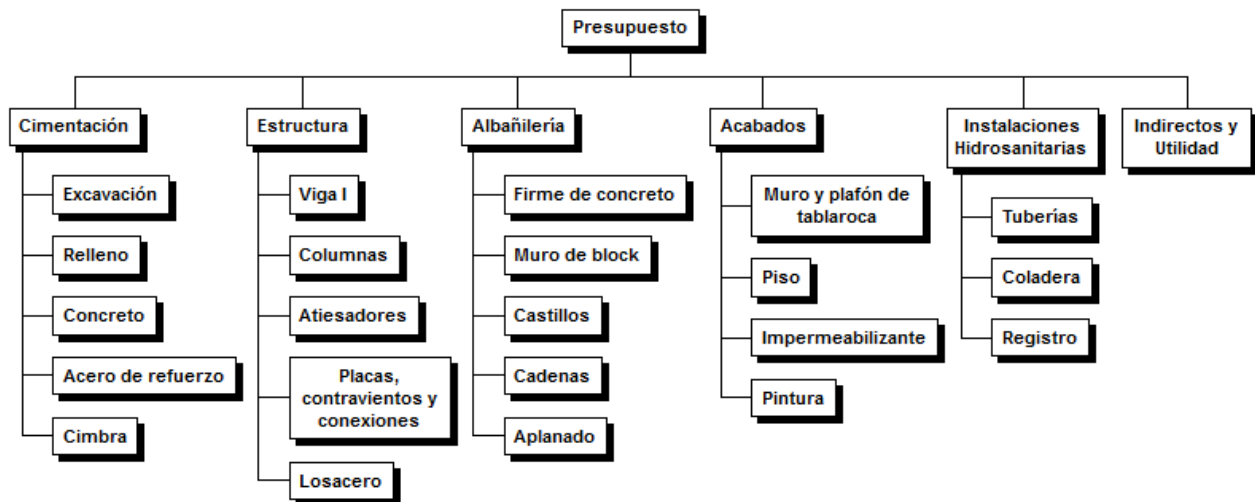 Presupuesto
Cimentación
Excavación
Relleno
Concreto
Acero de refuerzo
Cimbra
Estructura
Viga I
Columnas
Atiesadores
Placas,
contravientos y
conexiones
Losacero
Albañilería
Firme de concreto
Muro de block
Castillos
Cadenas
Aplanado
Acabados
Muro y plafón de
tablaroca
Piso
Impermeabilizante
Pintura
Instalaciones
Hidrosanitarias
Tuberías
Coladera
Registro
Indirectos y
Utilidad